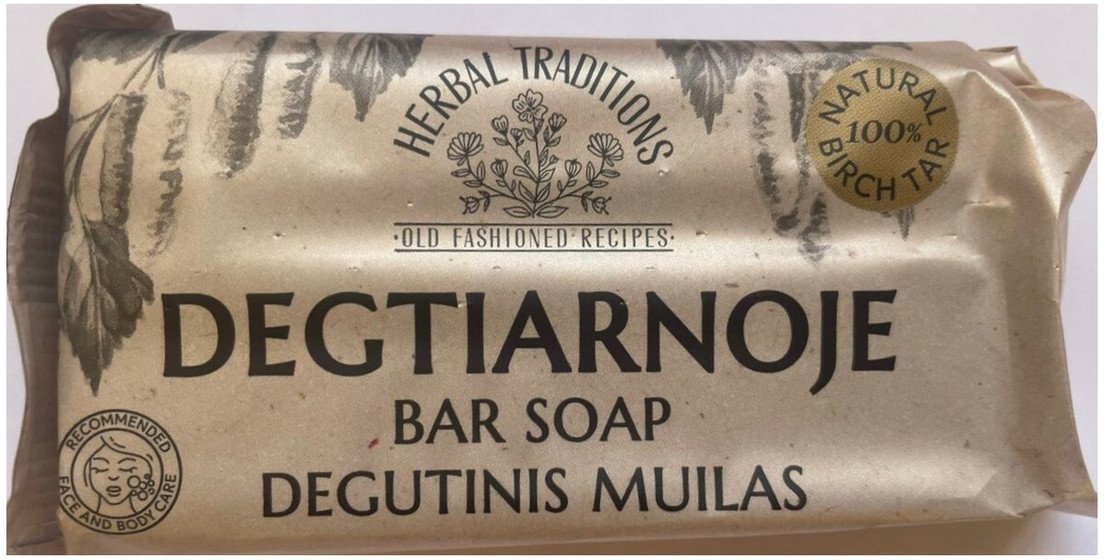 HERBAL TRADITIONS
OLD FASHIONED RECIPES
NATURAL
100%
BIRCH TAR
DEGTIARNOJE
BAR SOAP
DEGUTINIS MUILAS
RECOMMENDED
FACE AND BODY CARE